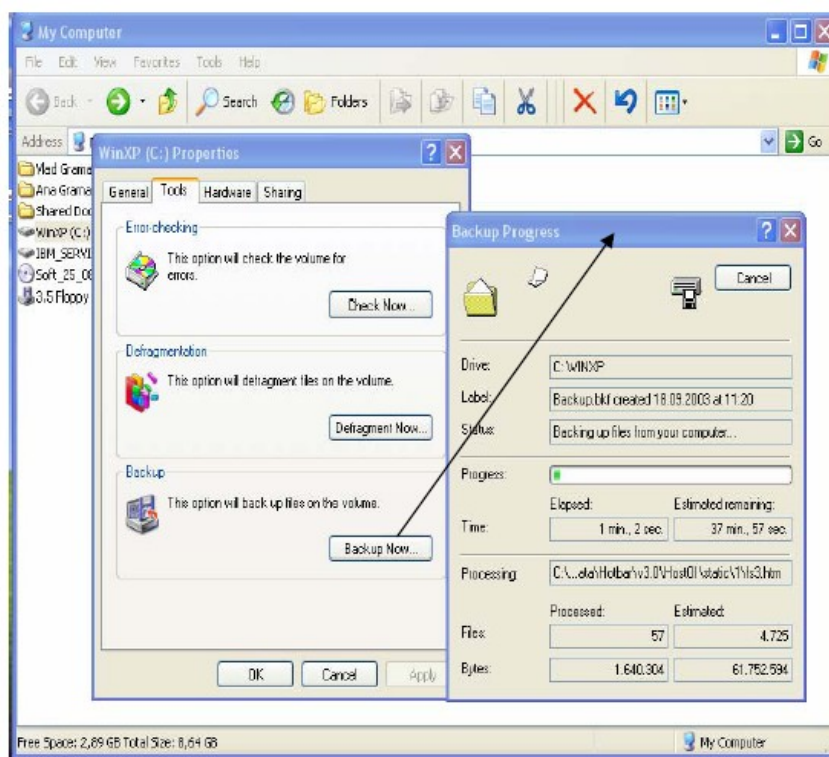 My Computer
File Edit View Favorites Tools Help
Back Search Folders
Address Go
Vlad Grama
Ana Grama
Shared Doc
WinXP (C:)
IBM_SERVI
Soft_25_08
3.5 Floppy
WinXP (C:) Properties
General Tools Hardware Sharing
Error-checking
This option will check the volume for
errors.
Check Now...
Defragmentation
This option will defragment files on the volume.
Defragment Now...
Backup
This option will back up files on the volume.
Backup Now...
OK Cancel Apply
Backup Progress
Cancel
Drive: C: WINXP
Label: Backup.bkf created 18.09.2003 at 11:20
Status: Backing up files from your computer...
Progress:
Elapsed: Estimated remaining:
Time: 1 min., 2 sec. 37 min., 57 sec.
Processing: C:\...ata\Hotbar\v3.0\HostOI\static\1\ls3.htm
Processed: Estimated:
Files: 57 4.725
Bytes: 1.640.304 61.752.594
Free Space: 2,89 GB Total Size: 8,64 GB My Computer